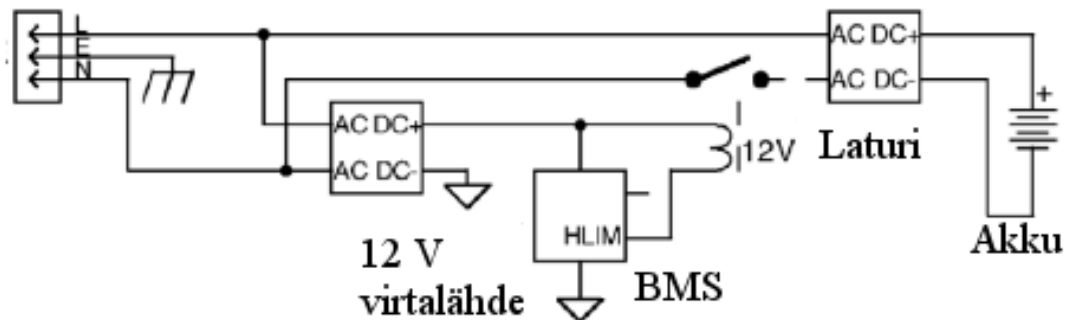 L
E
N
AC DC+
AC DC-
AC DC+
AC DC-
12V
Laturi
+
HLIM
12 V
virtalähde
BMS
Akku